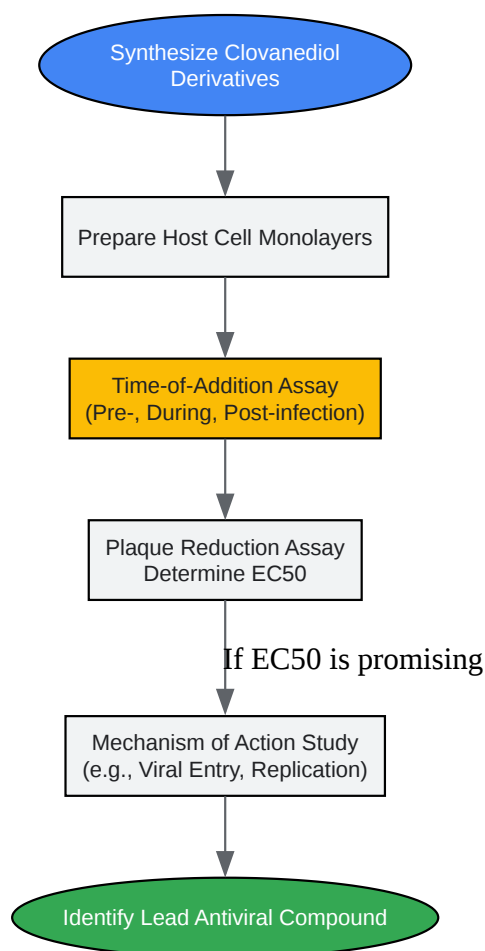 Synthesize Clovanediol
Derivatives
Prepare Host Cell Monolayers
Time-of-Addition Assay
(Pre-, During, Post-infection)
Plaque Reduction Assay
Determine EC50
If EC50 is promising
Mechanism of Action Study
(e.g., Viral Entry, Replication)
Identify Lead Antiviral Compound